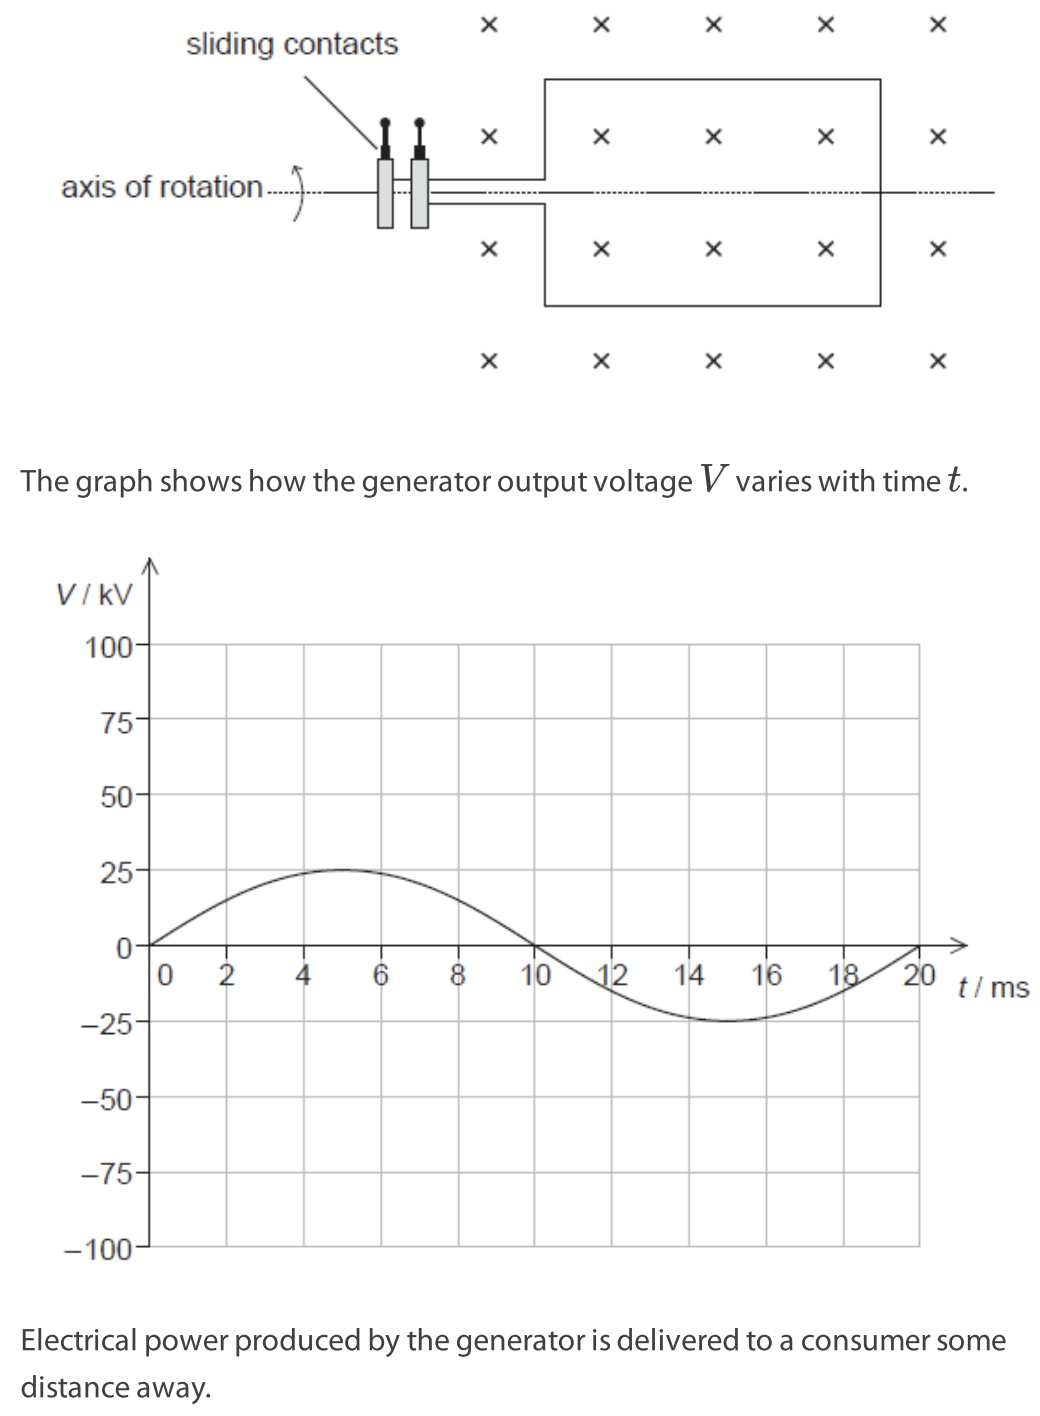 sliding contacts
axis of rotation
The graph shows how the generator output voltage V varies with time t.
V / kV
100
75
50
25
0
0 2 4 6 8 10 12 14 16 18 20
t / ms
–25
–50
–75
–100
Electrical power produced by the generator is delivered to a consumer some
distance away.